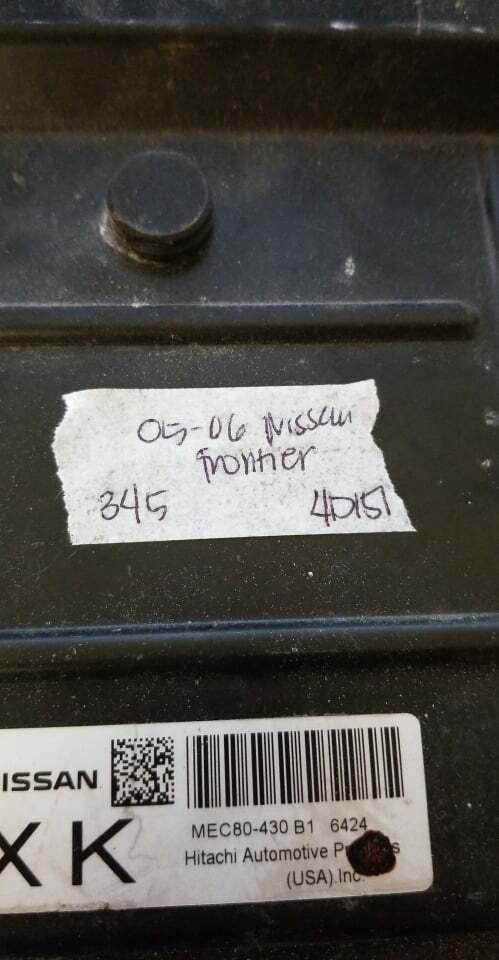 05-06 Nissan
frontier
345 40151
ISSAN
XK
MEC80-430 B1 6424
Hitachi Automotive
(USA).Inc